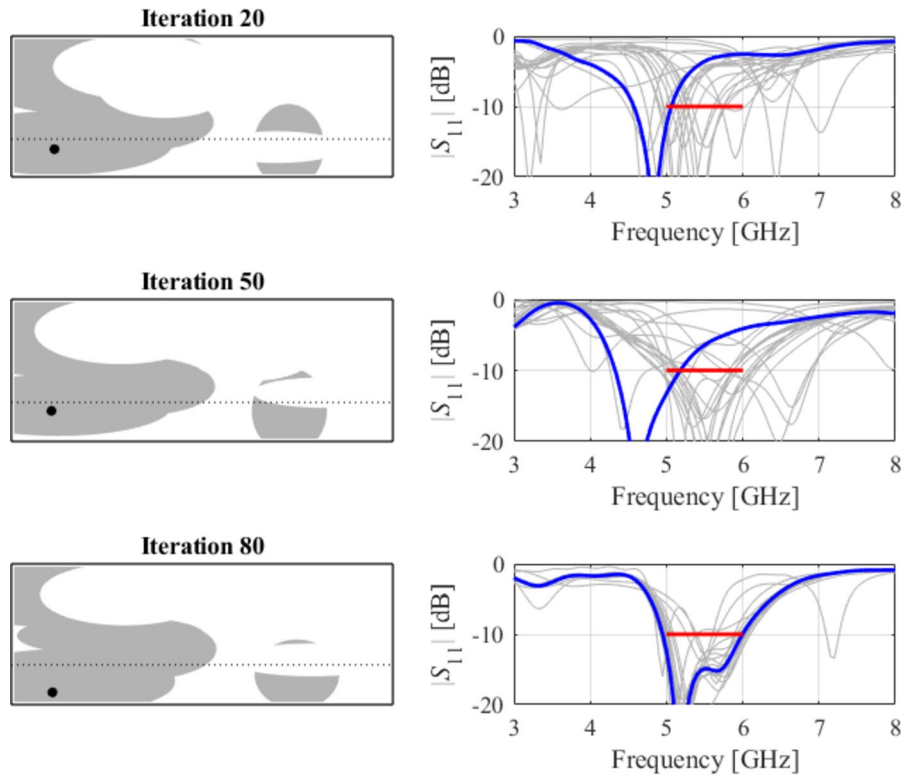 Iteration 20
|S11| [dB]
0
-10
-20
3 4 5 6 7 8
Frequency [GHz]
Iteration 50
|S11| [dB]
0
-10
-20
3 4 5 6 7 8
Frequency [GHz]
Iteration 80
|S11| [dB]
0
-10
-20
3 4 5 6 7 8
Frequency [GHz]